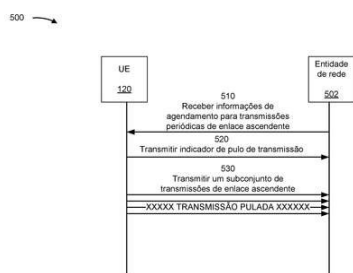 500
UE
120
Entidade
de rede
502
510
Receber informações de
agendamento para transmissões
periódicas de enlace ascendente
520
Transmitir indicador de pulo de transmissão
530
Transmitir um subconjunto de
transmissões de enlace ascendente
XXXXX TRANSMISSÃO PULADA XXXXXX